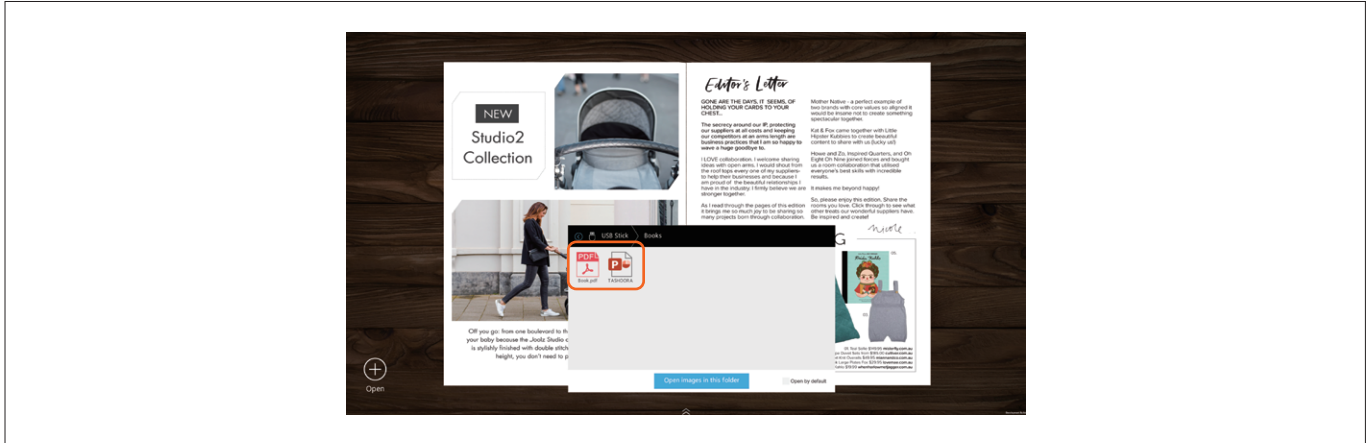 NEW
Studio2
Collection
Off you go: from one boulevard to th
your baby because the Joolz Studio c
is stylishly finished with double stitch
height, you don't need to p
Editor's Letter
GONE ARE THE DAYS, IT SEEMS, OF
HOLDING YOUR CARDS TO YOUR
CHEST...
The secrecy around our IP, protecting
our suppliers at all costs and keeping
our competitors at an arms length are
business practices that I am so happy to
wave a huge goodbye to.
I LOVE collaboration. I welcome sharing
ideas with open arms. I would shout from
the roof tops every one of my suppliers
to help their businesses and because I
am proud of the beautiful relationships I
have in the industry. I firmly believe we are
stronger together.
As I read through the pages of this edition
it brings me so much joy to be sharing so
many projects born through collaboration.
Mother Native - a perfect example of
two brands with core values so aligned it
would be insane not to create something
spectacular together.
Kat & Fox came together with Little
Hipster Kubbies to create beautiful
content to share with us (lucky us!)
Howe and Zo, Inspired Quarters, and Oh
Eight Oh Nine joined forces and bought
us a room collaboration that utilised
everyone's best skills with incredible
results.
It makes me beyond happy!
So, please enjoy this edition. Share the
rooms you love. Click through to see what
other treats our wonderful suppliers have.
Be inspired and create!
nicole
G
USB Stick
Books
PDF
Book.pdf
P
TASHOORA
Open images in this folder
Open by default
Open